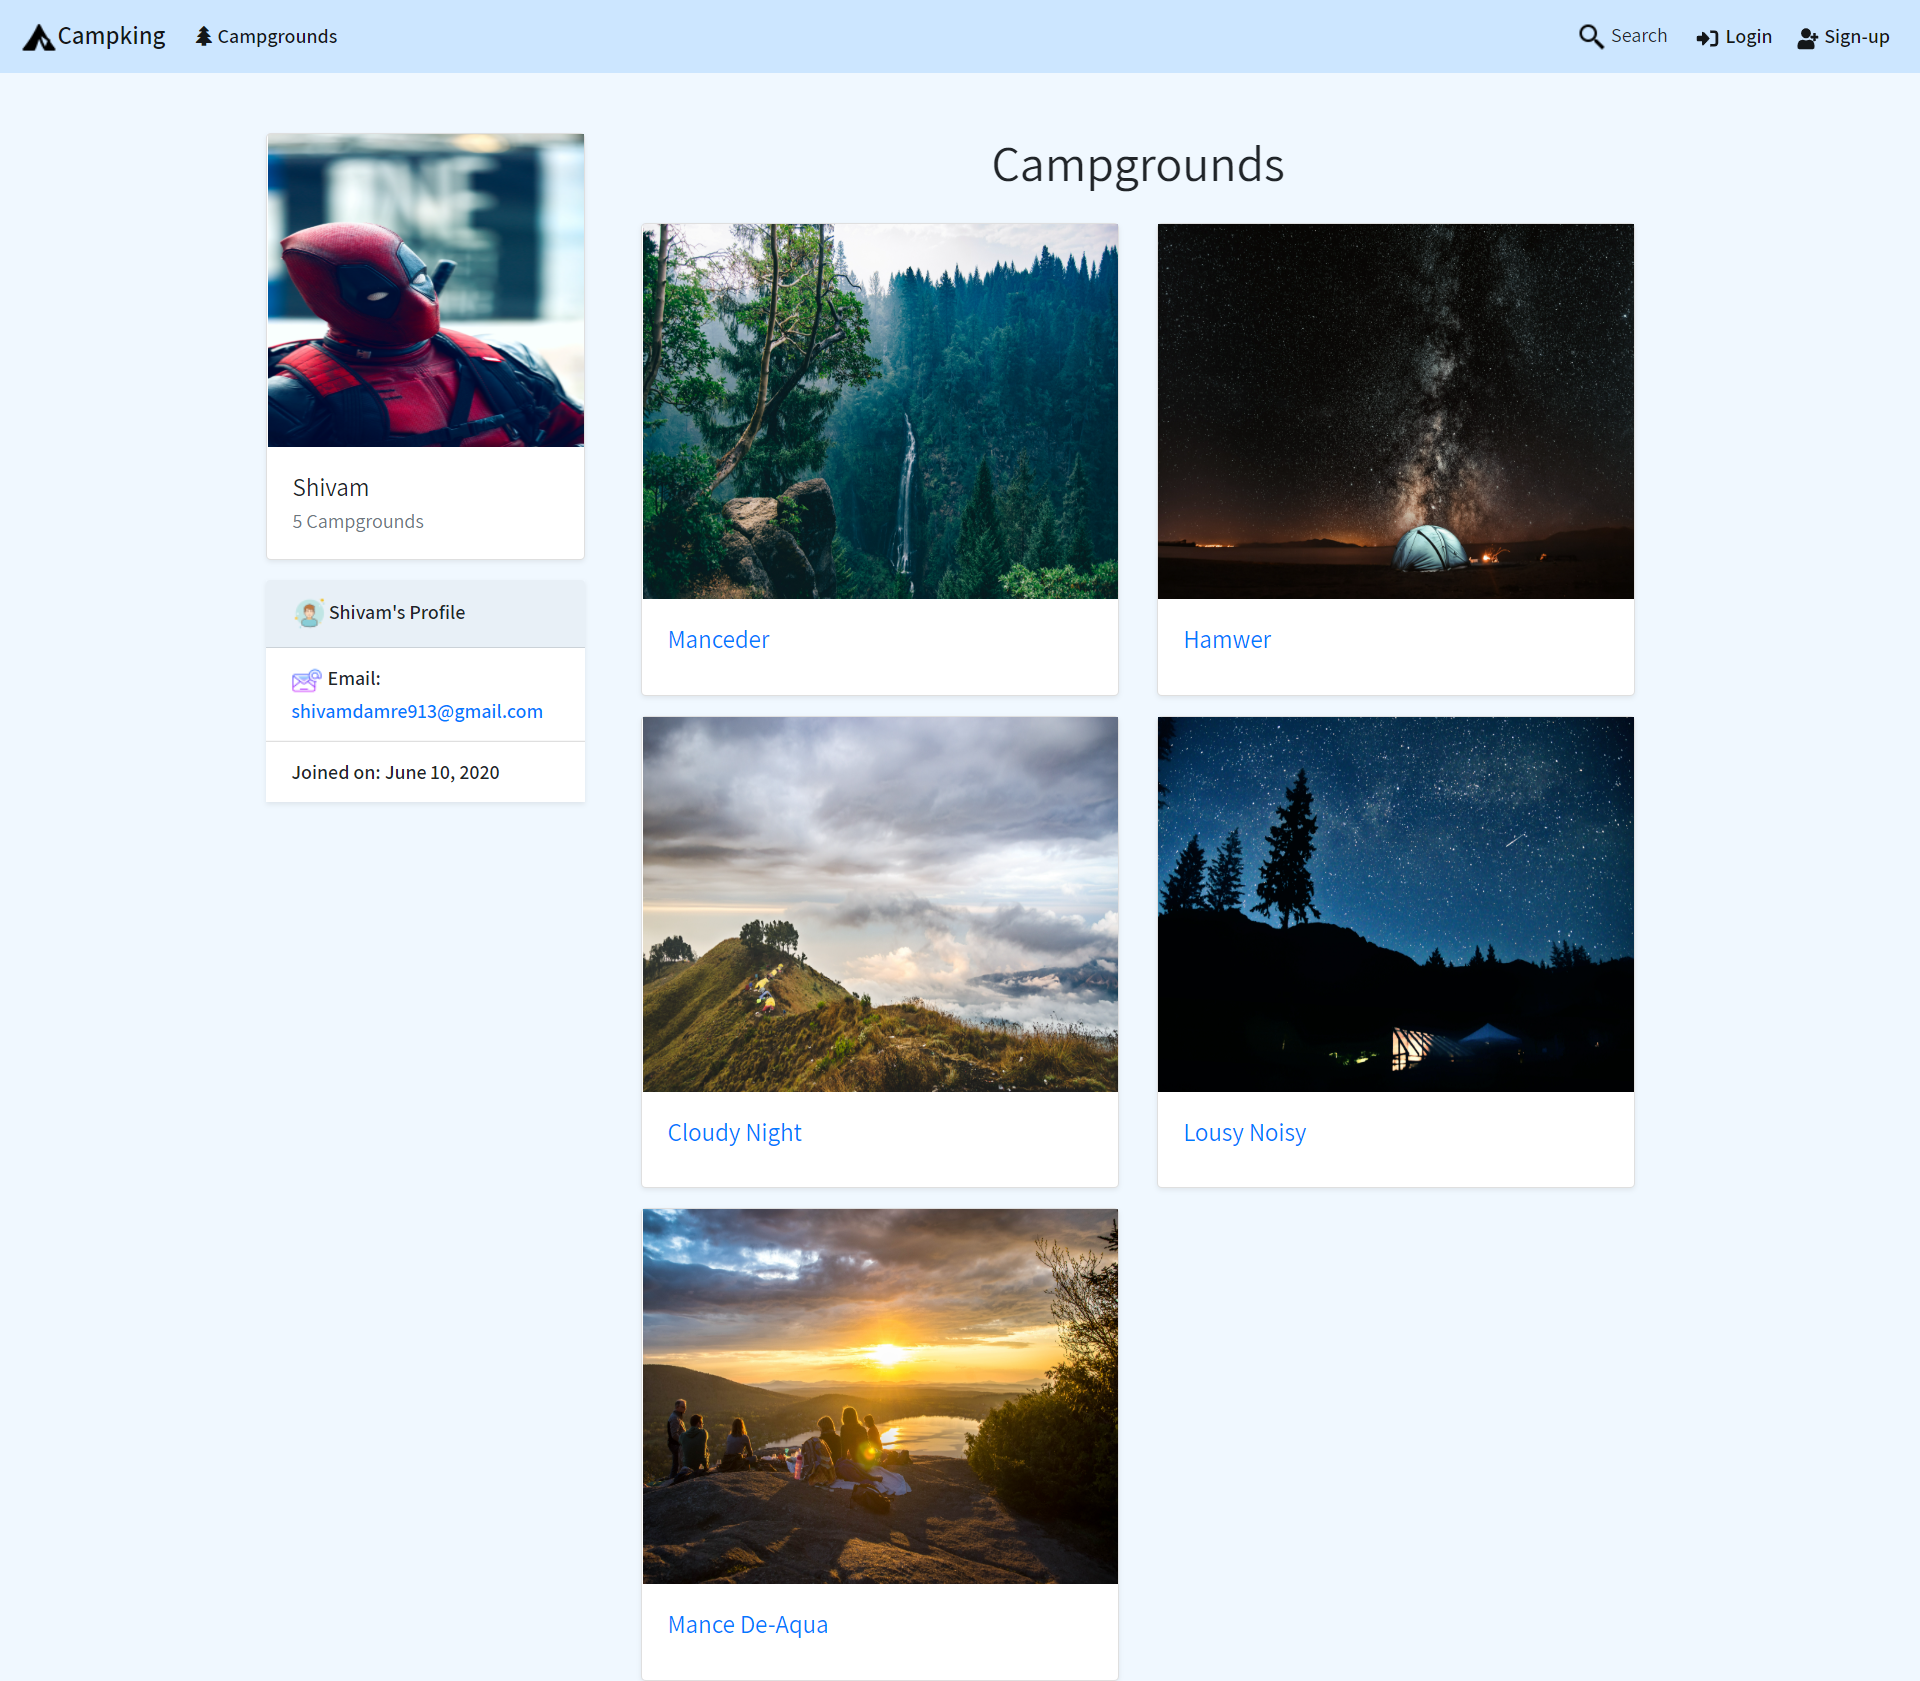 Campking
Campgrounds
Search
Login
Sign-up
Shivam
5 Campgrounds
Shivam's Profile
Email:
shivamdamre913@gmail.com
Joined on: June 10, 2020
Campgrounds
Manceder
Hamwer
Cloudy Night
Lousy Noisy
Mance De-Aqua